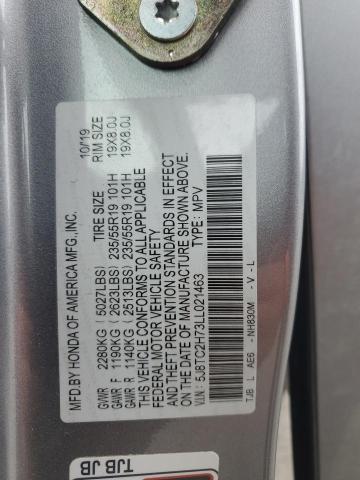 MFD.BY HONDA OF AMERICA MFG.,INC. 10/19
TIRE SIZE RIM SIZE
GVWR 2280KG (5027LBS)
GAWR F 1190KG (2623LBS) 235/55R19 101H 19X8.0J
GAWR R 1140KG (2513LBS) 235/55R19 101H 19X8.0J
THIS VEHICLE CONFORMS TO ALL APPLICABLE
FEDERAL MOTOR VEHICLE SAFETY
AND THEFT PREVENTION STANDARDS IN EFFECT
ON THE DATE OF MANUFACTURE SHOWN ABOVE.
V.I.N.: 5J8TC2H73LL021463 TYPE: MPV
TJB L AE6 - NH830M - V - L
TJB JB